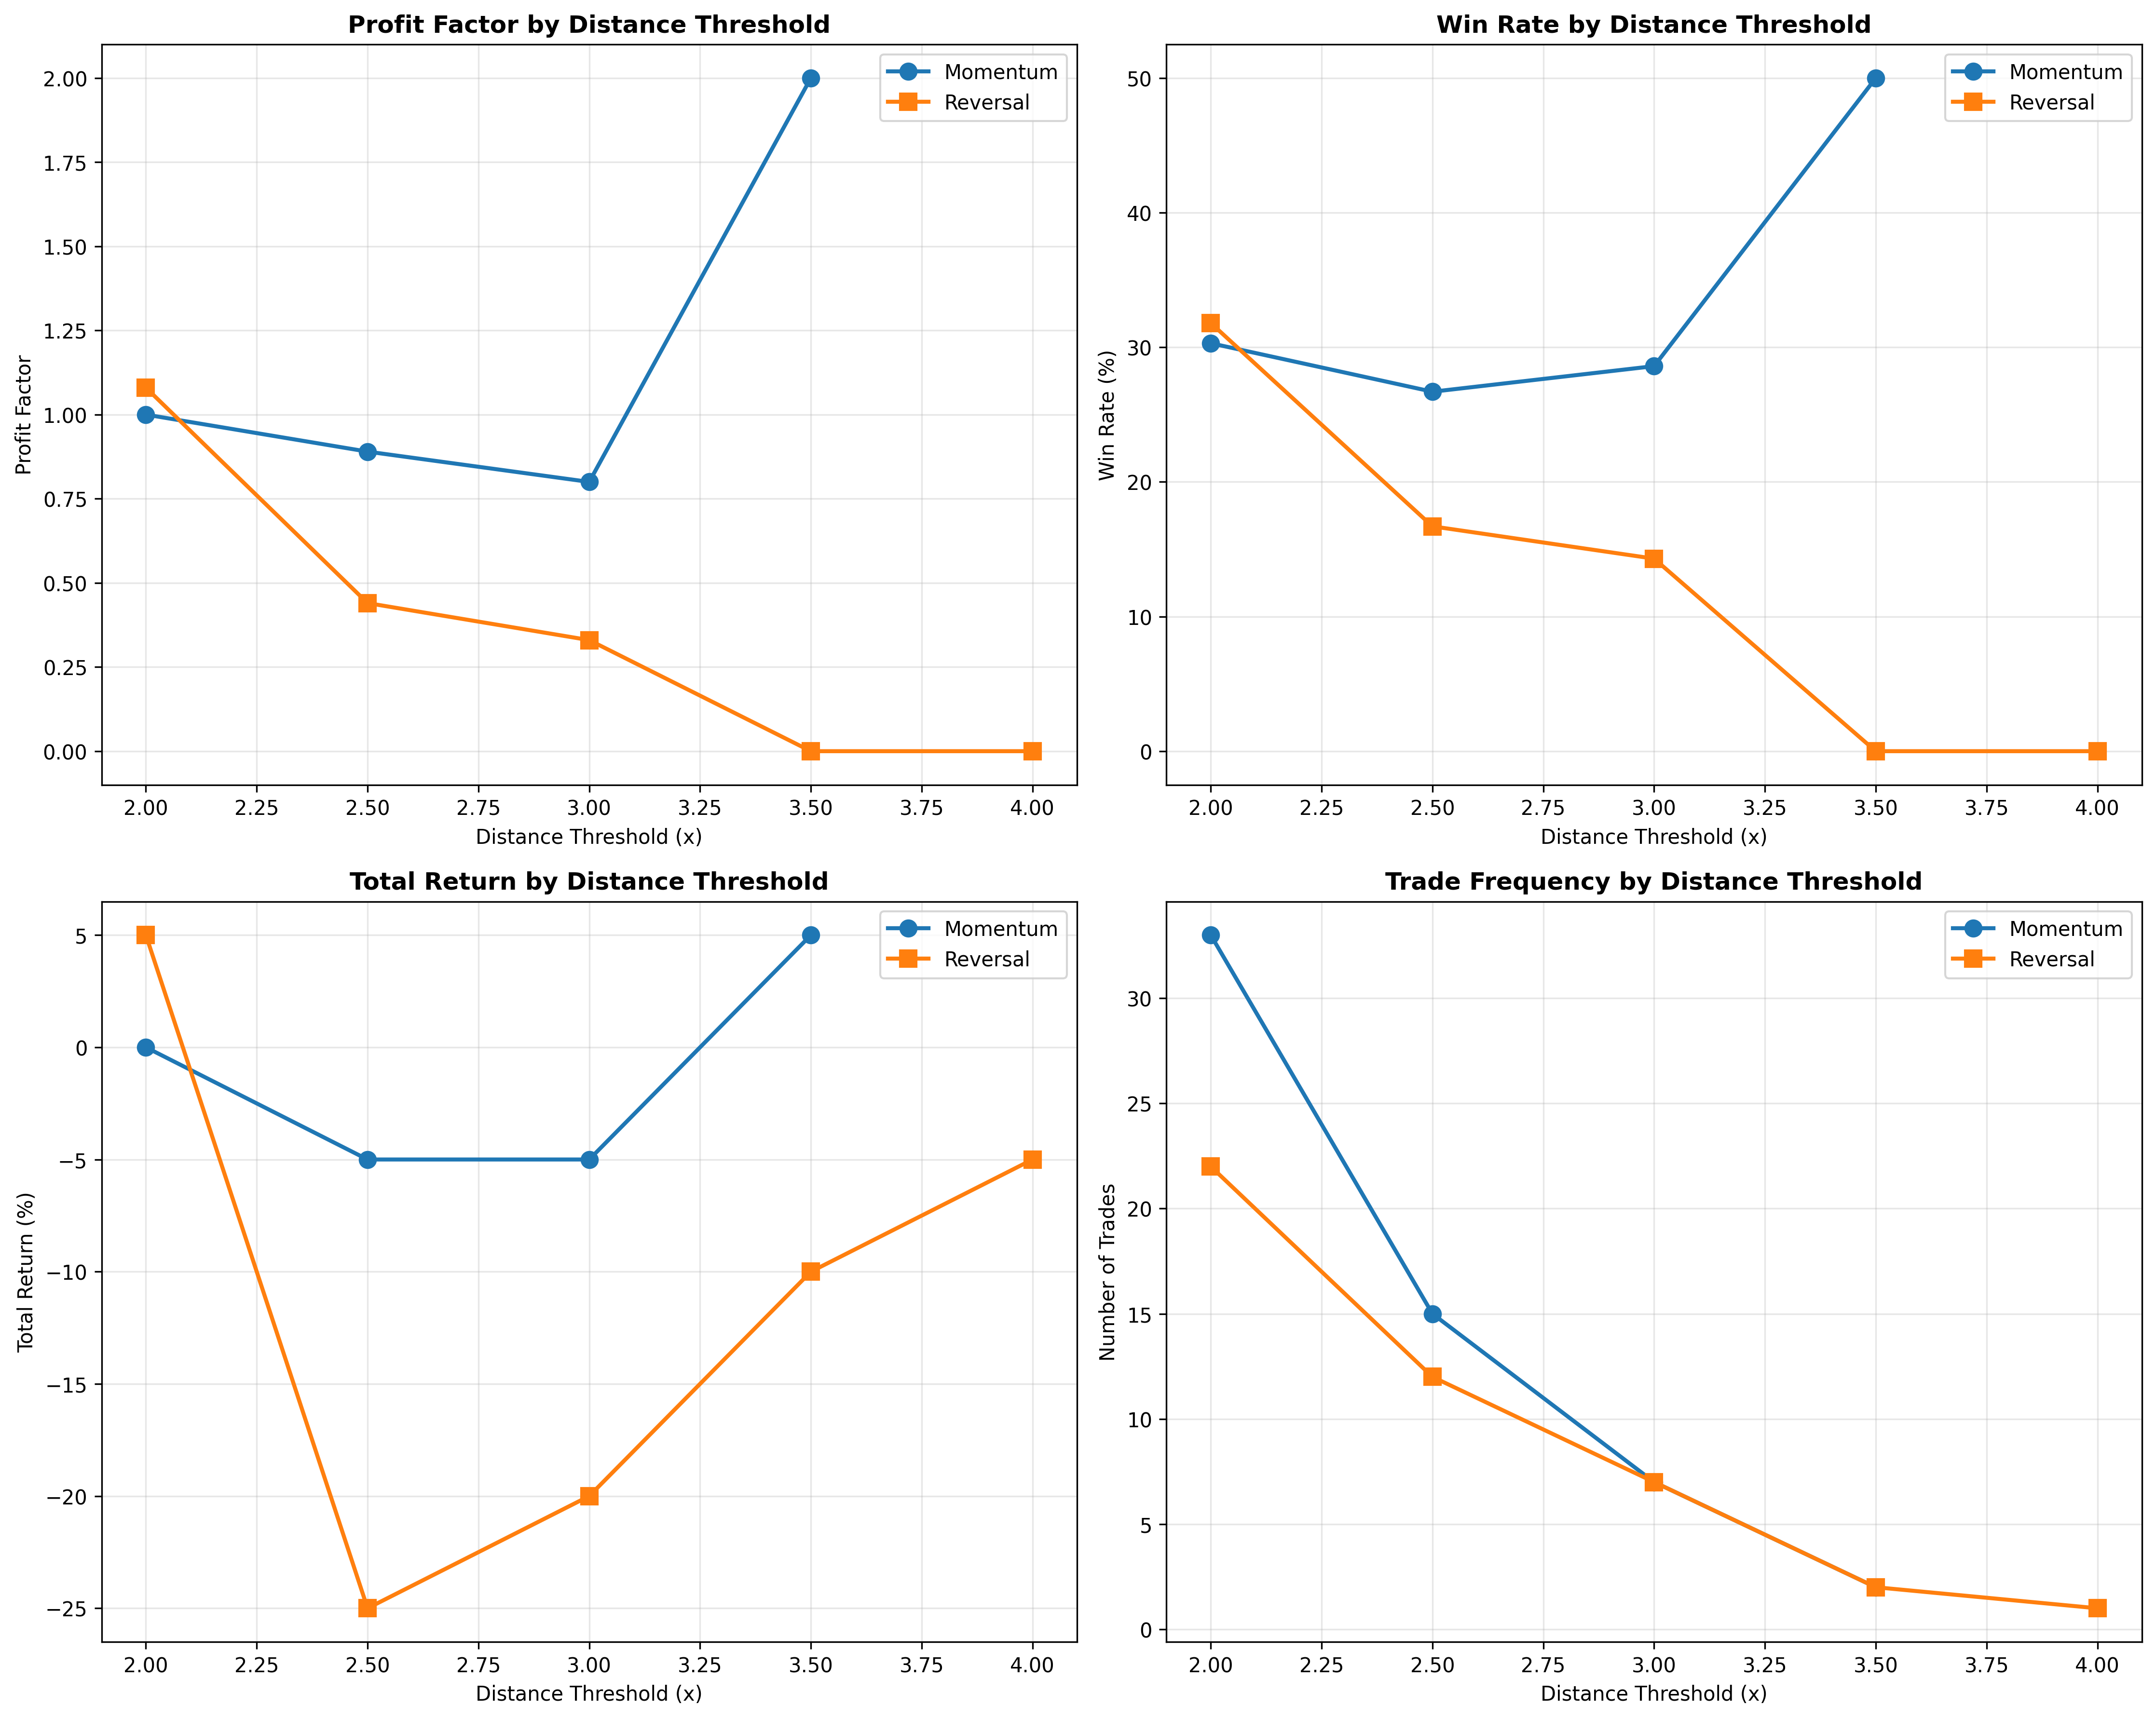 Profit Factor by Distance Threshold
2.00
1.75
1.50
1.25
1.00
0.75
0.50
0.25
0.00
Profit Factor
Momentum
Reversal
2.00 2.25 2.50 2.75 3.00 3.25 3.50 3.75 4.00
Distance Threshold (x)
Win Rate by Distance Threshold
50
40
30
20
10
0
Win Rate (%)
Momentum
Reversal
2.00 2.25 2.50 2.75 3.00 3.25 3.50 3.75 4.00
Distance Threshold (x)
Total Return by Distance Threshold
5
0
−5
−10
−15
−20
−25
Total Return (%)
Momentum
Reversal
2.00 2.25 2.50 2.75 3.00 3.25 3.50 3.75 4.00
Distance Threshold (x)
Trade Frequency by Distance Threshold
30
25
20
15
10
5
0
Number of Trades
Momentum
Reversal
2.00 2.25 2.50 2.75 3.00 3.25 3.50 3.75 4.00
Distance Threshold (x)